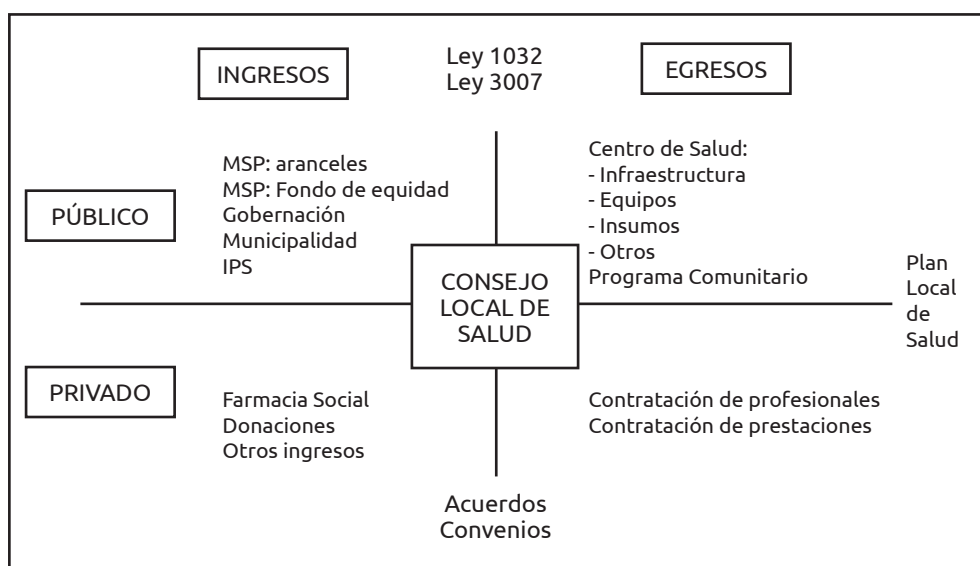 INGRESOS
Ley 1032
Ley 3007
EGRESOS
PÚBLICO
MSP: aranceles
MSP: Fondo de equidad
Gobernación
Municipalidad
IPS
Centro de Salud:
- Infraestructura
- Equipos
- Insumos
- Otros
Programa Comunitario
CONSEJO
LOCAL DE
SALUD
Plan
Local
de
Salud
PRIVADO
Farmacia Social
Donaciones
Otros ingresos
Contratación de profesionales
Contratación de prestaciones
Acuerdos
Convenios